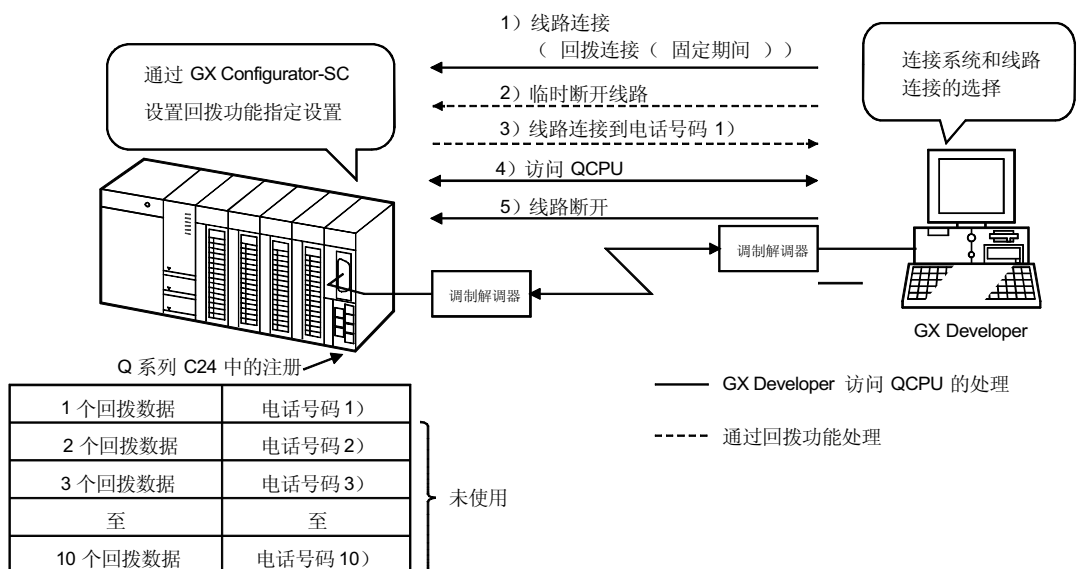 1）线路连接
（ 回拨连接（ 固定期间 ））
通过 GX Configurator-SC
设置回拨功能指定设置
连接系统和线路
连接的选择
2）临时断开线路
3）线路连接到电话号码 1）
4）访问 QCPU
5）线路断开
调制解调器
调制解调器
GX Developer
Q 系列 C24 中的注册
GX Developer 访问 QCPU 的处理
通过回拨功能处理
1 个回拨数据 电话号码 1）
2 个回拨数据 电话号码 2）
3 个回拨数据 电话号码 3）
至 至
10 个回拨数据 电话号码 10）
未使用